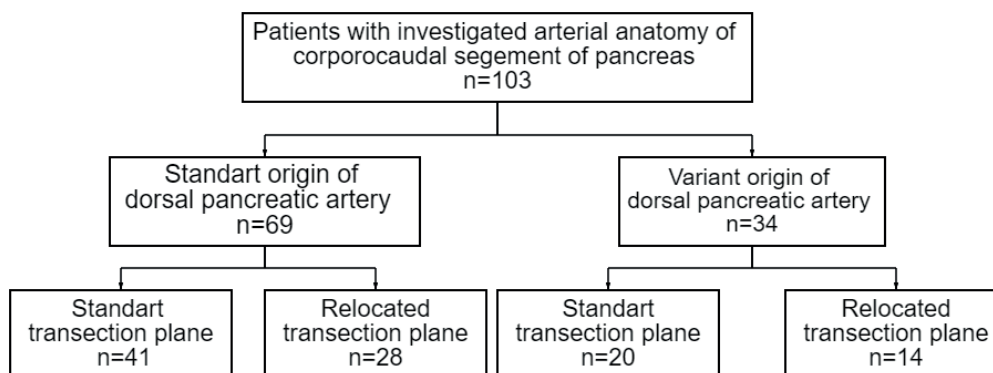 Patients with investigated arterial anatomy of
corporocaudal segement of pancreas
n=103
Standart origin of
dorsal pancreatic artery
n=69
Variant origin of
dorsal pancreatic artery
n=34
Standart
transection plane
n=41
Relocated
transection plane
n=28
Standart
transection plane
n=20
Relocated
transection plane
n=14